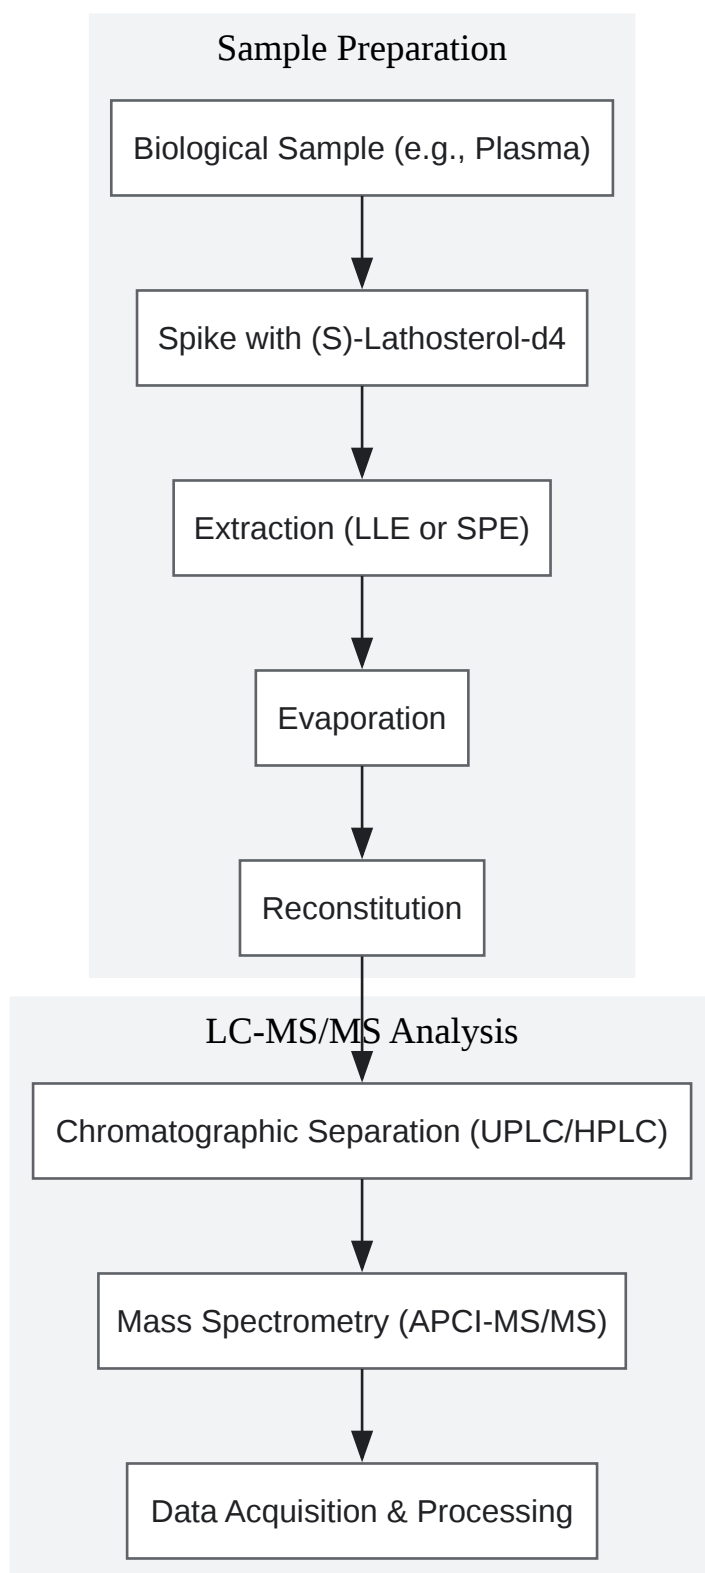 Sample Preparation
Biological Sample (e.g., Plasma)
Spike with (S)-Lathosterol-d4
Extraction (LLE or SPE)
Evaporation
Reconstitution
LC-MS/MS Analysis
Chromatographic Separation (UPLC/HPLC)
Mass Spectrometry (APCI-MS/MS)
Data Acquisition & Processing